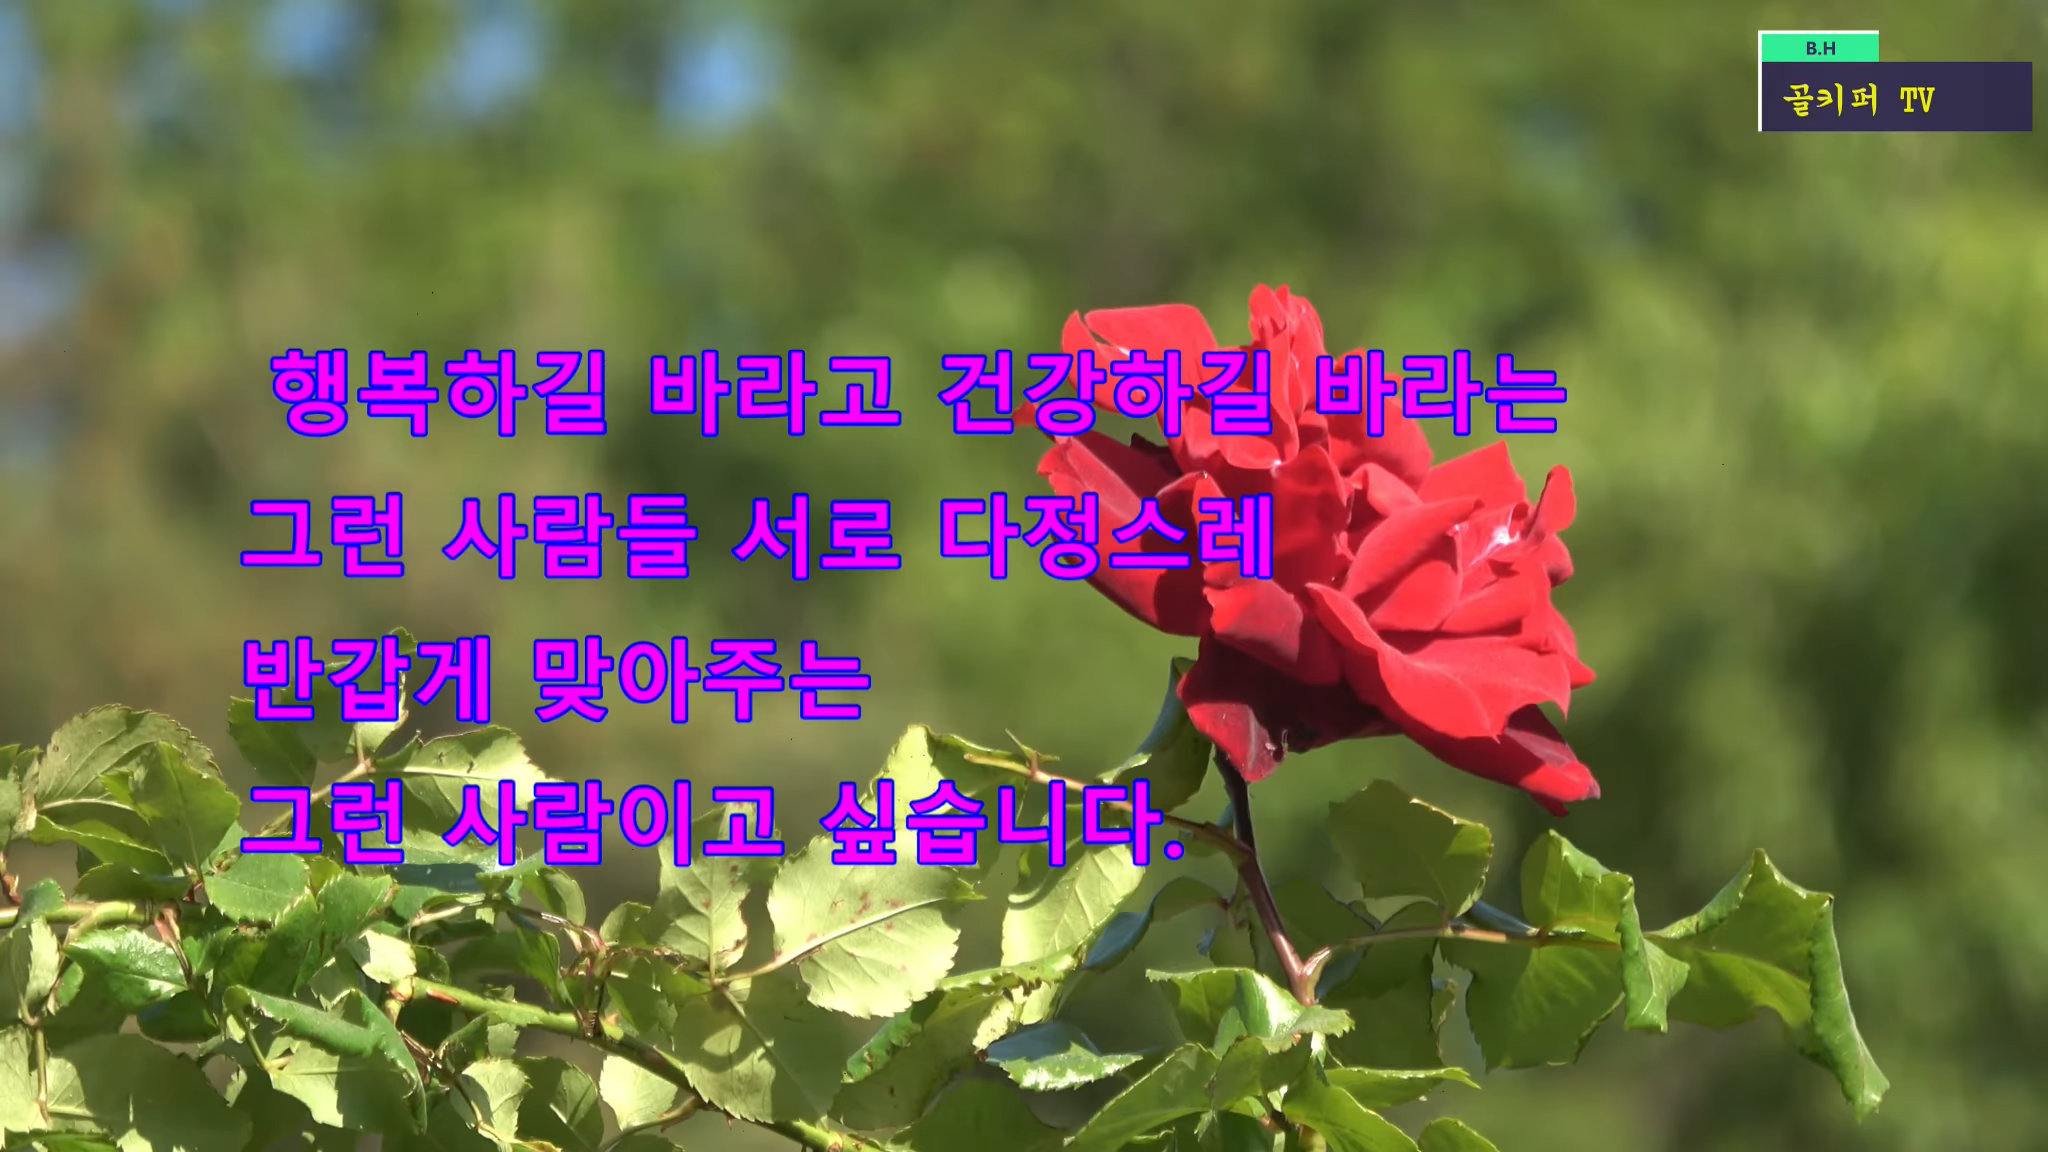 B.H
골키퍼 TV
행복하길 바라고 건강하길 바라는
그런 사람들 서로 다정스레
반갑게 맞아주는
그런 사람이고 싶습니다.